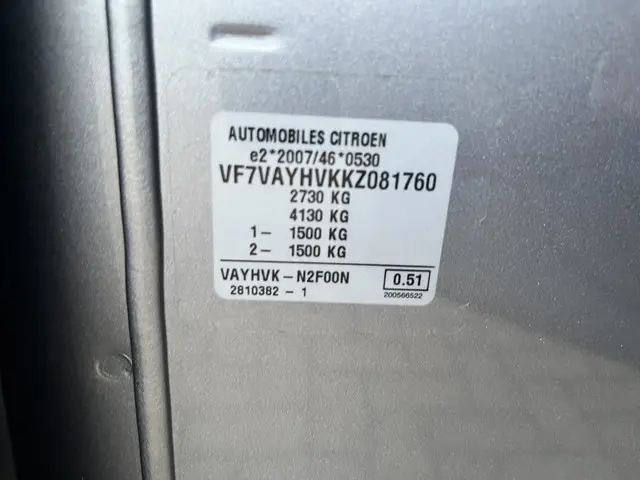 AUTOMOBILES CITROEN
e2*2007/46*0530
VF7VAYHVKKZ081760
2730 KG
4130 KG
1- 1500 KG
2- 1500 KG
VAYHVK-N2F00N 0.51
2810382 - 1 200566522